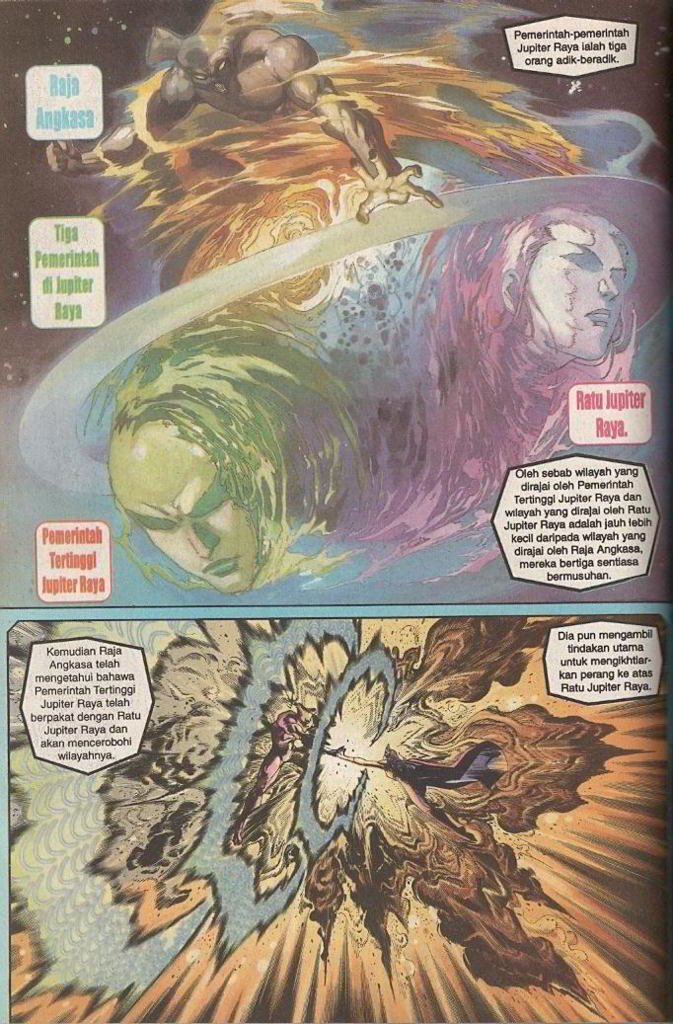 Pemerintah-pemerintah
Jupiter Raya ialah tiga
orang adik-beradik.
Raja
Angkasa
Tiga
Pemerintah
di Jupiter
Raya
Ratu Jupiter
Raya.
Oleh sebab wilayah yang
dirajai oleh Pemerintah
Tertinggi Jupiter Raya dan
wilayah yang dirajai oleh Ratu
Jupiter Raya adalah jauh lebih
kecil daripada wilayah yang
dirajai oleh Raja Angkasa,
mereka bertiga sentiasa
bermusuhan.
Pemerintah
Tertinggi
Jupiter Raya
Kemudian Raja
Angkasa telah
mengetahui bahawa
Pemerintah Tertinggi
Jupiter Raya telah
berpakat dengan Ratu
Jupiter Raya dan
akan mencerobohi
wilayahnya.
Dia pun mengambil
tindakan utama
untuk mengikhtiar-
kan perang ke atas
Ratu Jupiter Raya.